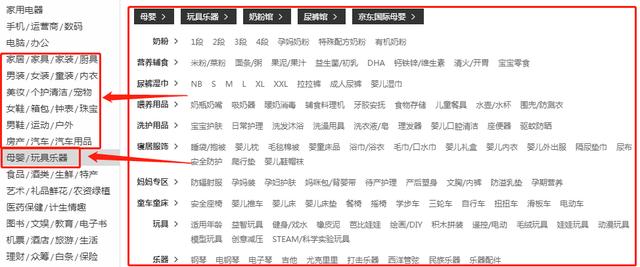 家用电器
手机/运营商/数码
电脑/办公
家居/家具/家装/厨具
男装/女装/童装/内衣
美妆/个护清洁/宠物
女鞋/箱包/钟表/珠宝
男鞋/运动/户外
房产/汽车/汽车用品
母婴/玩具乐器
食品/酒类/生鲜/特产
艺术/礼品鲜花/农资绿植
医药保健/计生情趣
图书/文娱/教育/电子书
机票/酒店/旅游/生活
理财/众筹/白条/保险
母婴 > 玩具乐器 > 奶粉馆 > 尿裤馆 > 京东国际母婴 >
奶粉 > 1段 2段 3段 4段 孕妈奶粉 特殊配方奶粉 有机奶粉
营养辅食 > 米粉/菜粉 面条/粥 果泥/果汁 益生菌/初乳 DHA 钙铁锌/维生素 清火/开胃 宝宝零食
尿裤湿巾 > NB S M L XL XXL 拉拉裤 成人尿裤 婴儿湿巾
喂养用品 > 奶瓶奶嘴 吸奶器 暖奶消毒 辅食料理机 牙胶安抚 食物存储 儿童餐具 水壶/水杯 围兜/防溅衣
洗护用品 > 宝宝护肤 日常护理 洗发沐浴 洗澡用具 洗衣液/皂 理发器 婴儿口腔清洁 座便器 驱蚊防晒
寝居服饰 > 睡袋/抱被 婴儿枕 毛毯棉被 婴童床品 浴巾/浴衣 毛巾/口水巾 婴儿礼盒 婴儿内衣 婴儿外出服 隔尿垫巾 尿布
安全防护 爬行垫 婴儿鞋帽袜
妈妈专区 > 防辐射服 孕妈装 孕妇护肤 妈咪包/背婴带 待产护理 产后塑身 文胸/内裤 防溢乳垫 孕期营养
童车童床 > 安全座椅 婴儿推车 婴儿床 婴儿床垫 餐椅 摇椅 学步车 三轮车 自行车 扭扭车 滑板车 电动车
玩具 > 适用年龄 益智玩具 健身/戏水 橡皮泥 芭比娃娃 绘画/DIY 积木拼装 遥控/电动 毛绒玩具 娃娃玩具 动漫玩具
模型玩具 创意减压 STEAM/科学实验玩具
乐器 > 钢琴 电钢琴 电子琴 吉他 尤克里里 打击乐器 西洋管弦 民族乐器 乐器配件